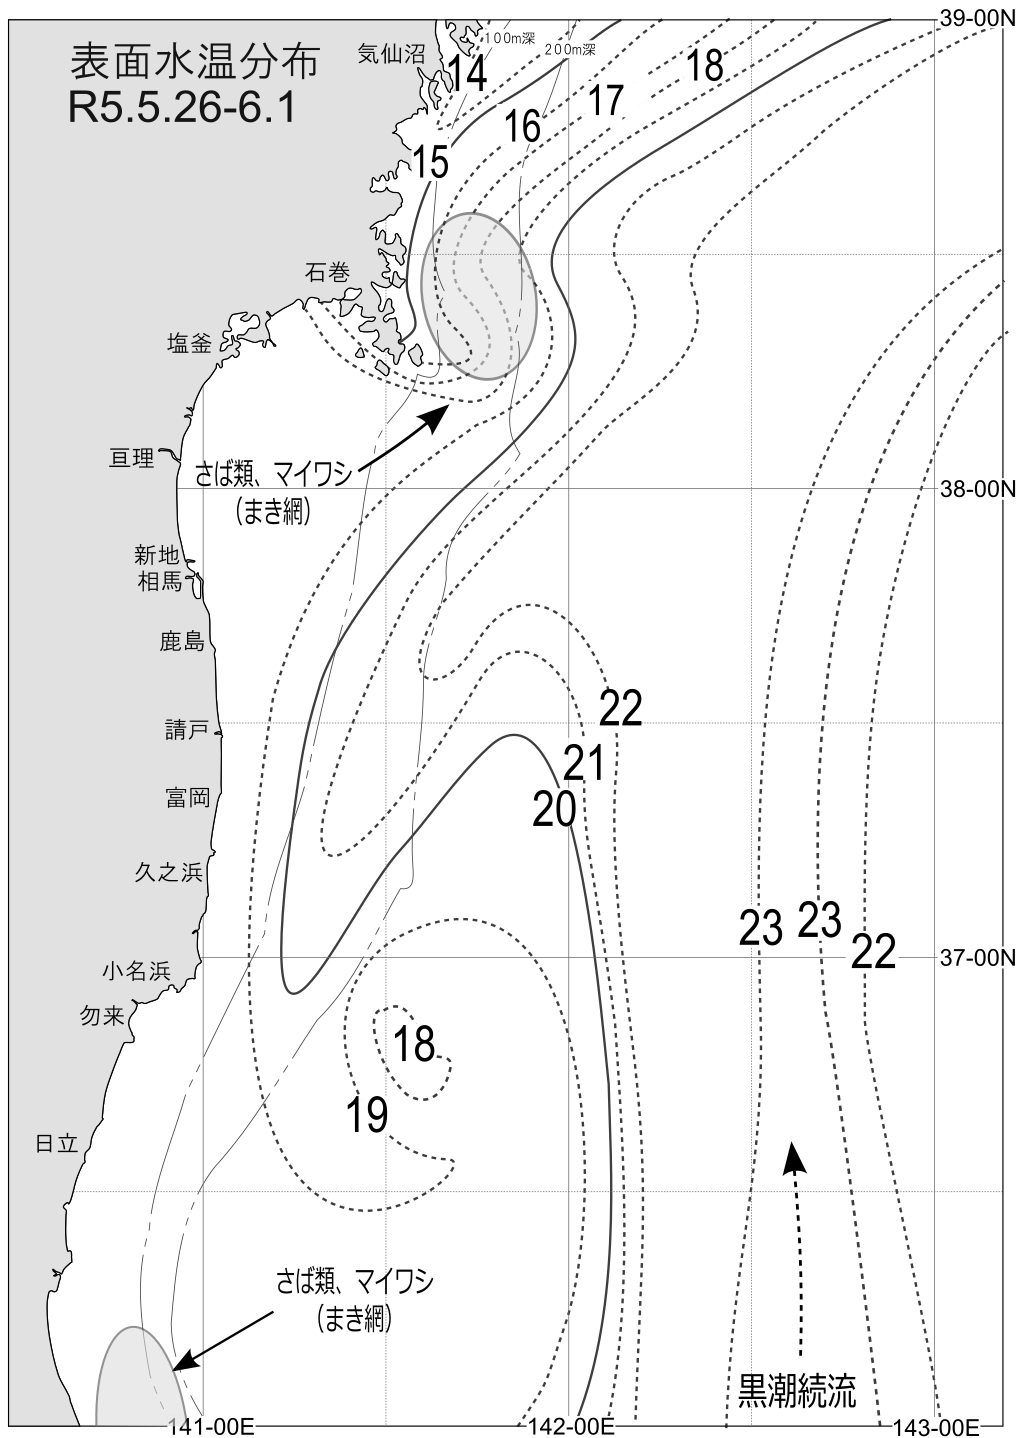 39-00N
表面水温分布
R5.5.26-6.1
気仙沼
100m深
200m深
14
18
17
16
15
石巻
塩釜
亘理
さば類、マイワシ
(まき網)
38-00N
新地
相馬
鹿島
請戸
22
21
富岡
20
久之浜
23
23
22
37-00N
小名浜
勿来
18
19
日立
さば類、マイワシ
(まき網)
黒潮続流
141-00E
142-00E
143-00E